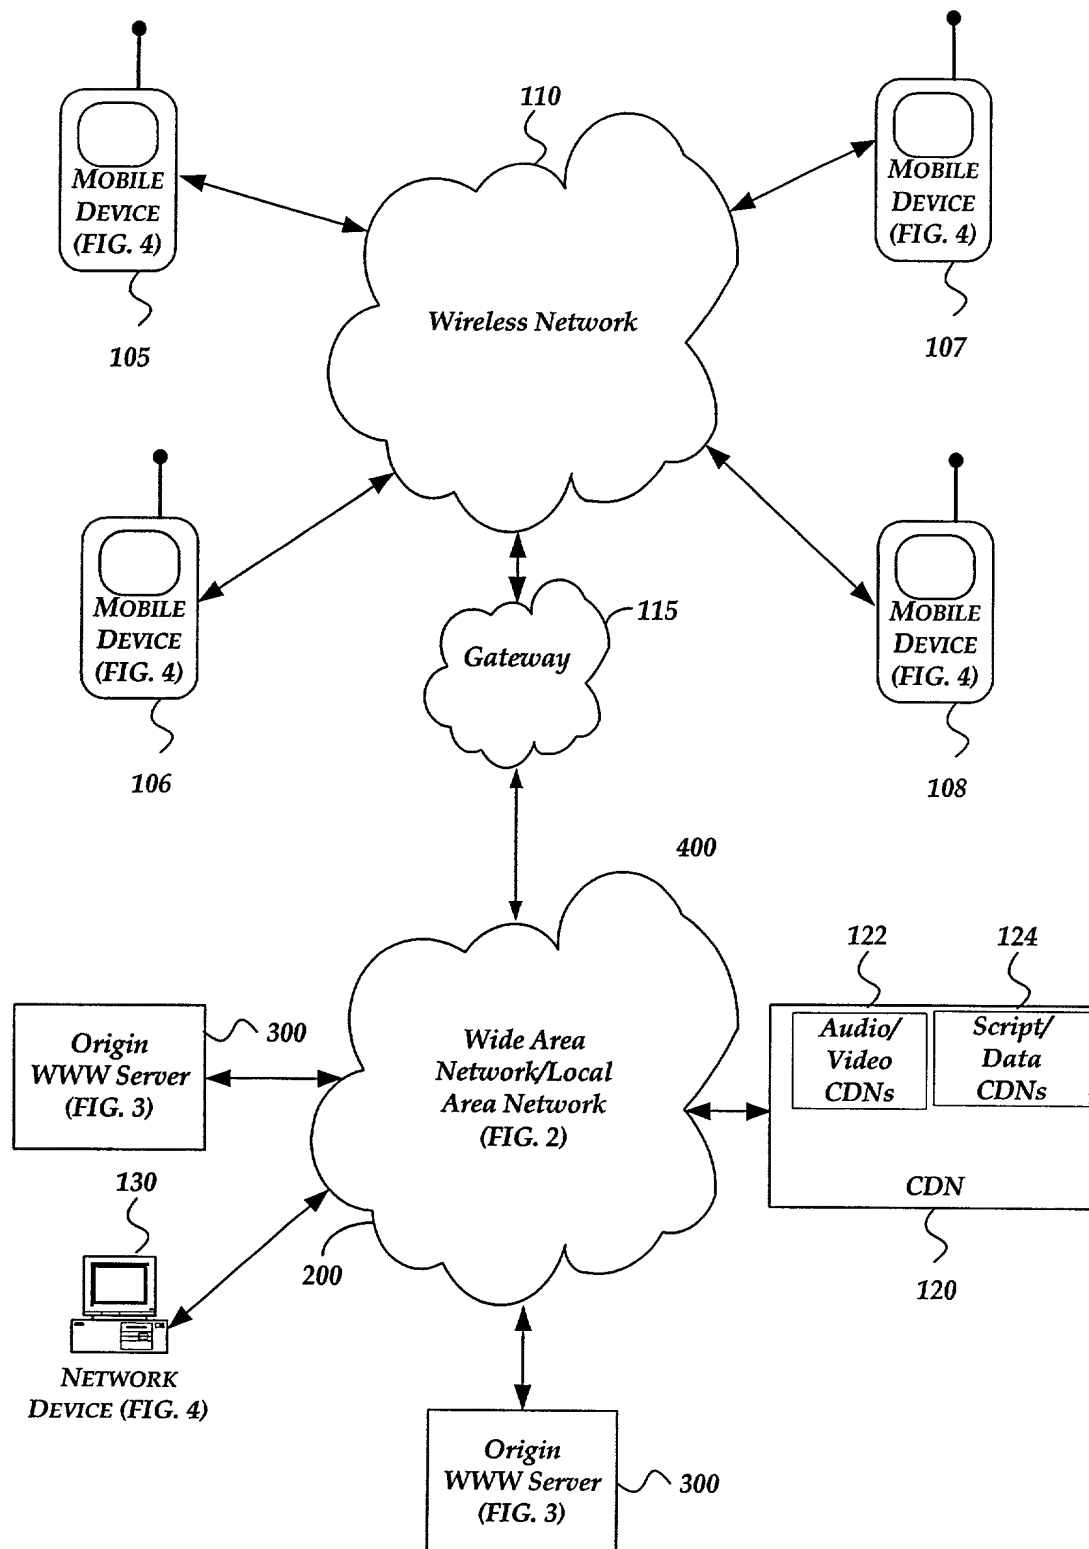 110
MOBILE
DEVICE
(FIG. 4)
105
MOBILE
DEVICE
(FIG. 4)
107
Wireless Network
MOBILE
DEVICE
(FIG. 4)
106
MOBILE
DEVICE
(FIG. 4)
108
115
Gateway
400
Origin
WWW Server
(FIG. 3)
300
Wide Area
Network/Local
Area Network
(FIG. 2)
200
122
124
Audio/
Video
CDNs
Script/
Data
CDNs
CDN
120
130
NETWORK
DEVICE (FIG. 4)
Origin
WWW Server
(FIG. 3)
300